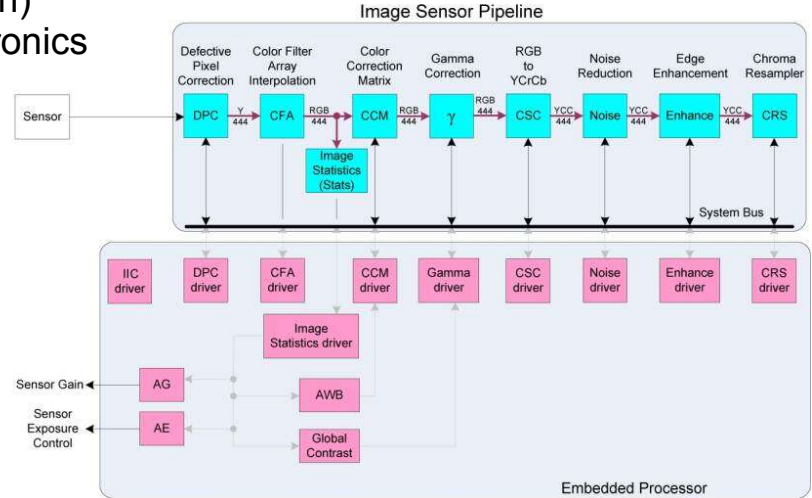 n)
ronics
Image Sensor Pipeline
Defective
Pixel
Correction
Color Filter
Array
Interpolation
Color
Correction
Matrix
Gamma
Correction
RGB
to
YCrCb
Noise
Reduction
Edge
Enhancement
Chroma
Resampler
Sensor
DPC
Y
444
CFA
RGB
444
CCM
RGB
444
γ
RGB
444
CSC
YCC
444
Noise
YCC
444
Enhance
YCC
444
CRS
Image
Statistics
(Stats)
System Bus
IIC
driver
DPC
driver
CFA
driver
CCM
driver
Gamma
driver
CSC
driver
Noise
driver
Enhance
driver
CRS
driver
Image
Statistics driver
Sensor Gain
AG
AWB
Sensor
Exposure
Control
AE
Global
Contrast
Embedded Processor